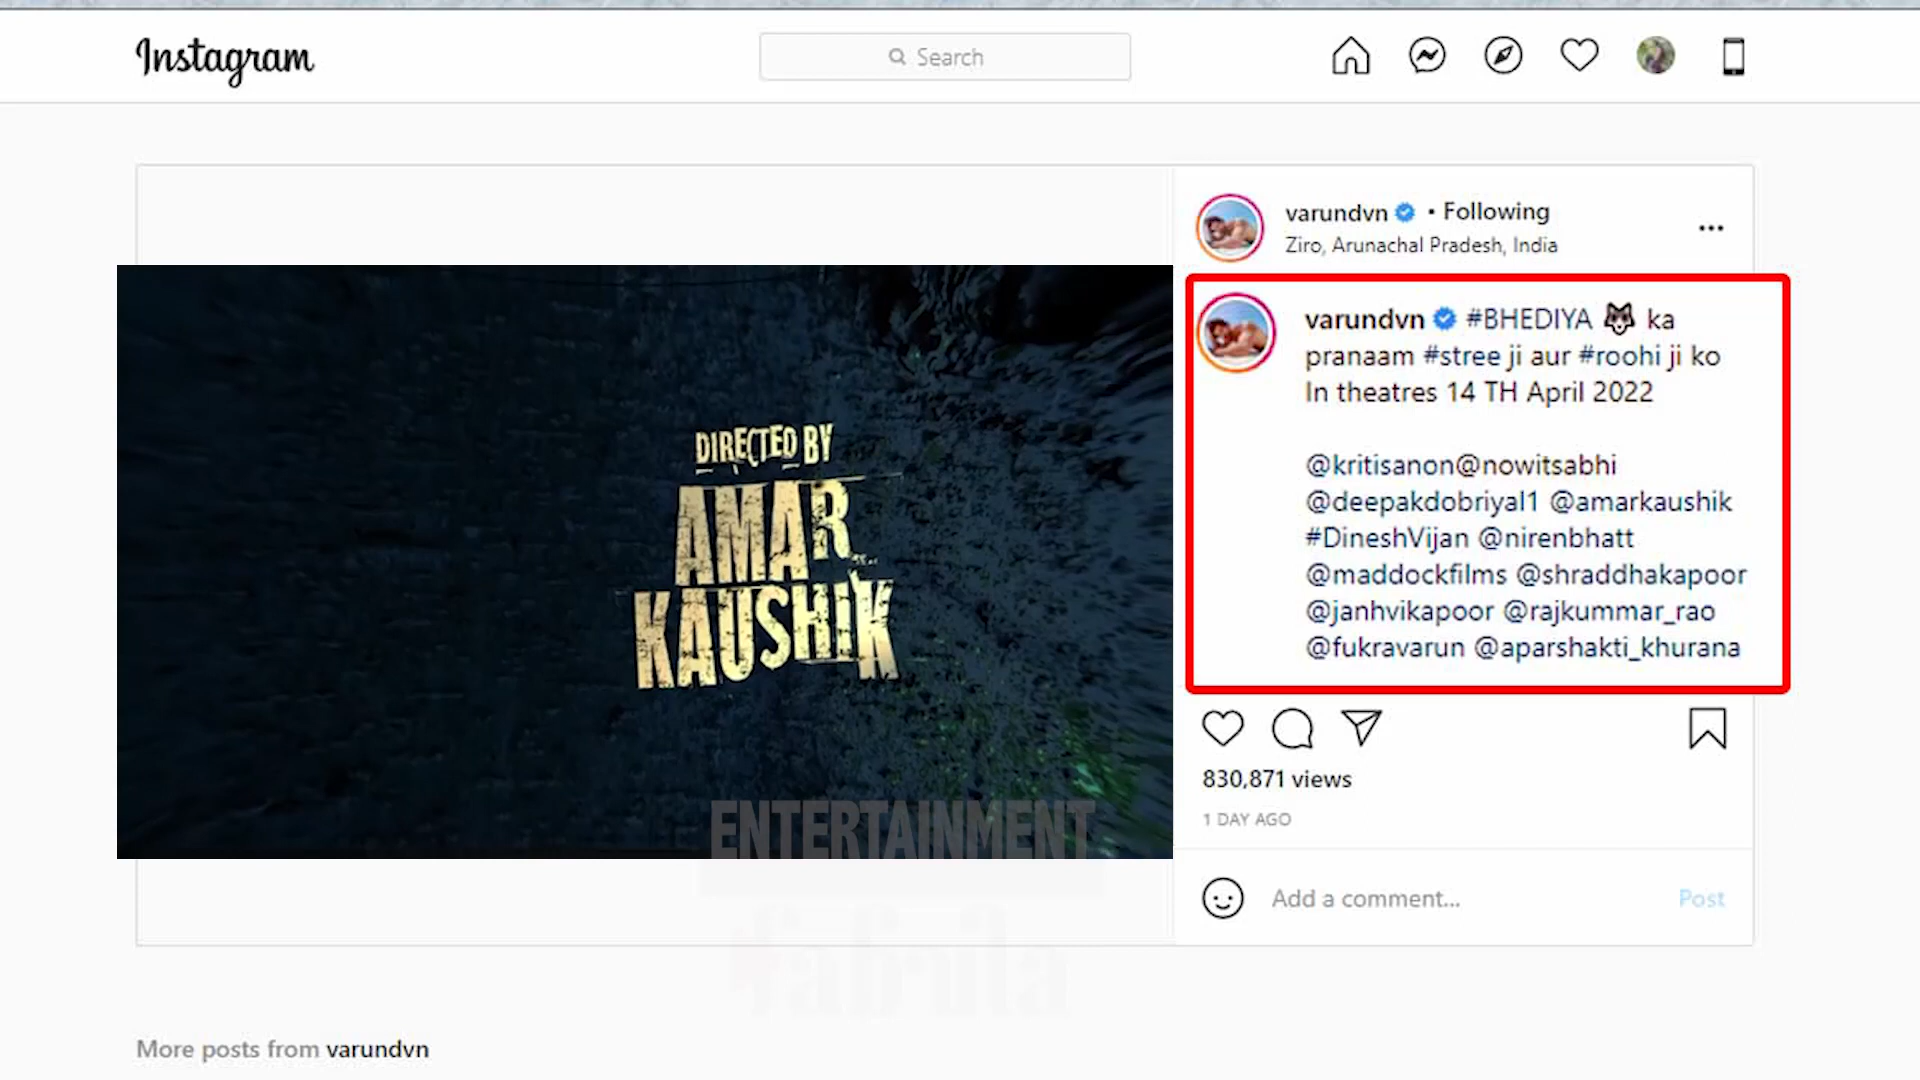 Instagram
Search
varundvn • Following
Ziro, Arunachal Pradesh, India
varundvn #BHEDIYA 🐺 ka
pranaam #stree ji aur #roohi ji ko
In theatres 14 TH April 2022
@kritisanon@nowitsabhi
@deepakdobriyal1 @amarkaushik
#DineshVijan @nirenbhatt
@maddockfilms @shraddhakapoor
@janhvikapoor @rajkummar_rao
@fukravarun @aparshakti_khurana
DIRECTED BY
AMAR
KAUSHIK
ENTERTAINMENT
830,871 views
1 DAY AGO
Add a comment... Post
More posts from varundvn